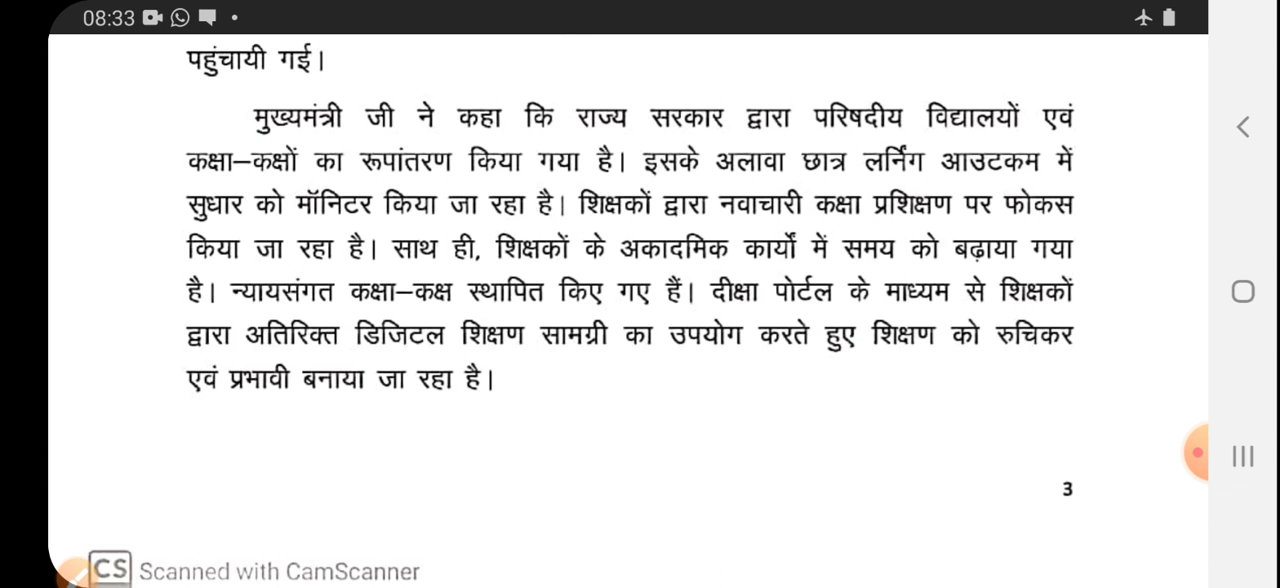 08:33
पहुंचायी गई।
मुख्यमंत्री जी ने कहा कि राज्य सरकार द्वारा परिषदीय विद्यालयों एवं
कक्षा–कक्षों का रूपांतरण किया गया है। इसके अलावा छात्र लर्निंग आउटकम में
सुधार को मॉनिटर किया जा रहा है। शिक्षकों द्वारा नवाचारी कक्षा प्रशिक्षण पर फोकस
किया जा रहा है। साथ ही, शिक्षकों के अकादमिक कार्यों में समय को बढ़ाया गया
है। न्यायसंगत कक्षा–कक्ष स्थापित किए गए हैं। दीक्षा पोर्टल के माध्यम से शिक्षकों
द्वारा अतिरिक्त डिजिटल शिक्षण सामग्री का उपयोग करते हुए शिक्षण को रुचिकर
एवं प्रभावी बनाया जा रहा है।
3
CS Scanned with CamScanner